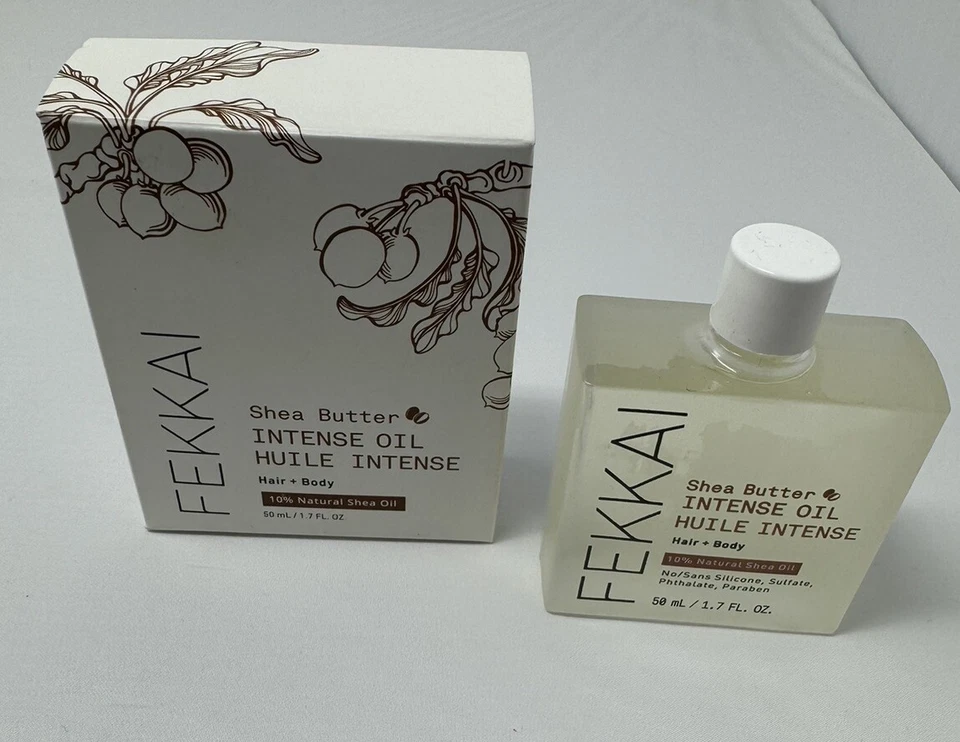 FEKKAI
Shea Butter
INTENSE OIL
HUILE INTENSE
Hair + Body
10% Natural Shea Oil
50 mL / 1.7 FL. OZ
FEKKAI
Shea Butter
INTENSE OIL
HUILE INTENSE
Hair + Body
10% Natural Shea Oil
No/Sans Silicone, Sulfate,
Phthalate, Paraben
50 mL / 1.7 FL. OZ.